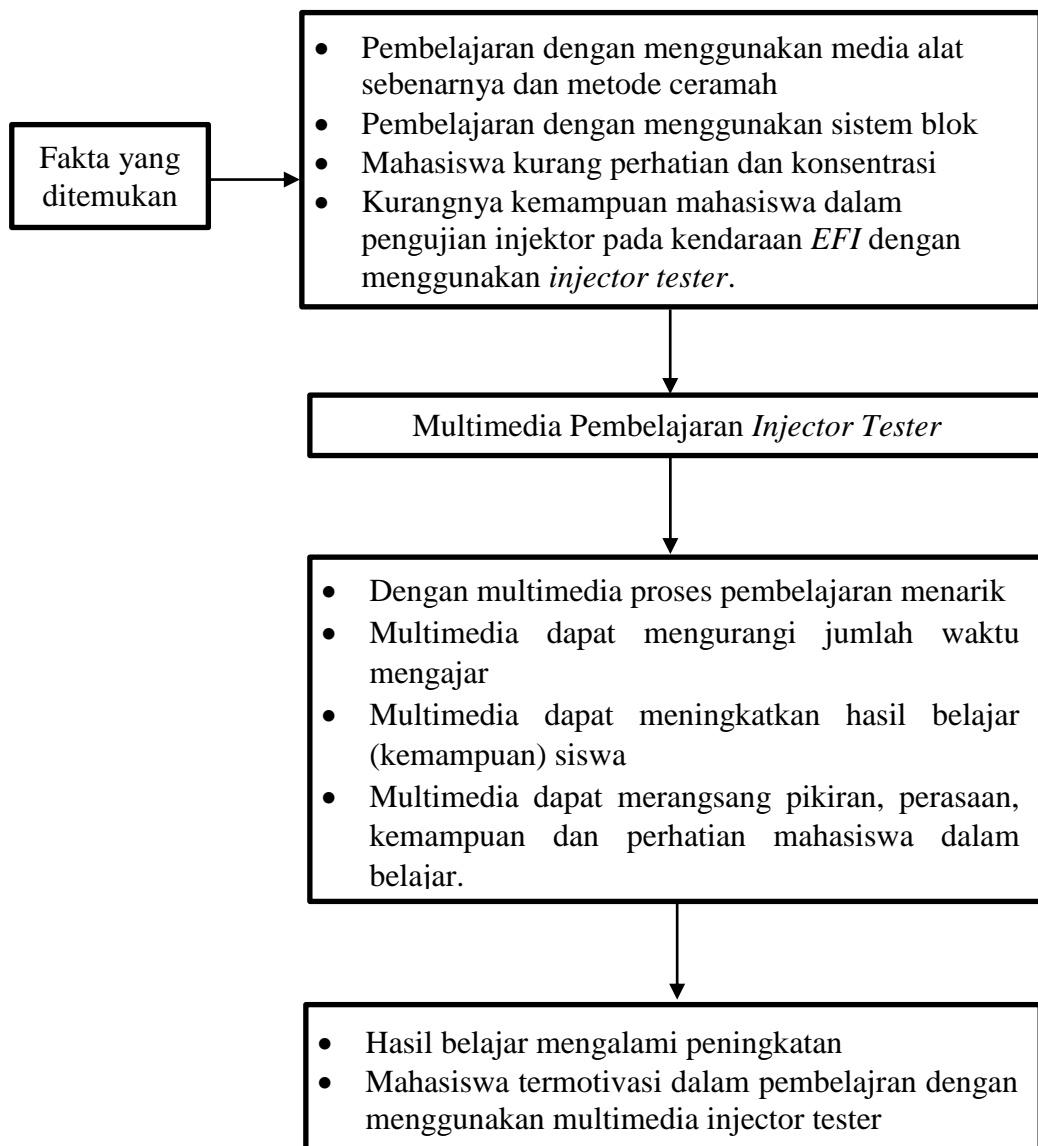 • Pembelajaran dengan menggunakan media alat
sebenarnya dan metode ceramah
• Pembelajaran dengan menggunakan sistem blok
• Mahasiswa kurang perhatian dan konsentrasi
• Kurangnya kemampuan mahasiswa dalam
pengujian injektor pada kendaraan EFI dengan
menggunakan injector tester.
Fakta yang
ditemukan
Multimedia Pembelajaran Injector Tester
• Dengan multimedia proses pembelajaran menarik
• Multimedia dapat mengurangi jumlah waktu
mengajar
• Multimedia dapat meningkatkan hasil belajar
(kemampuan) siswa
• Multimedia dapat merangsang pikiran, perasaan,
kemampuan dan perhatian mahasiswa dalam
belajar.
• Hasil belajar mengalami peningkatan
• Mahasiswa termotivasi dalam pembelajran dengan
menggunakan multimedia injector tester